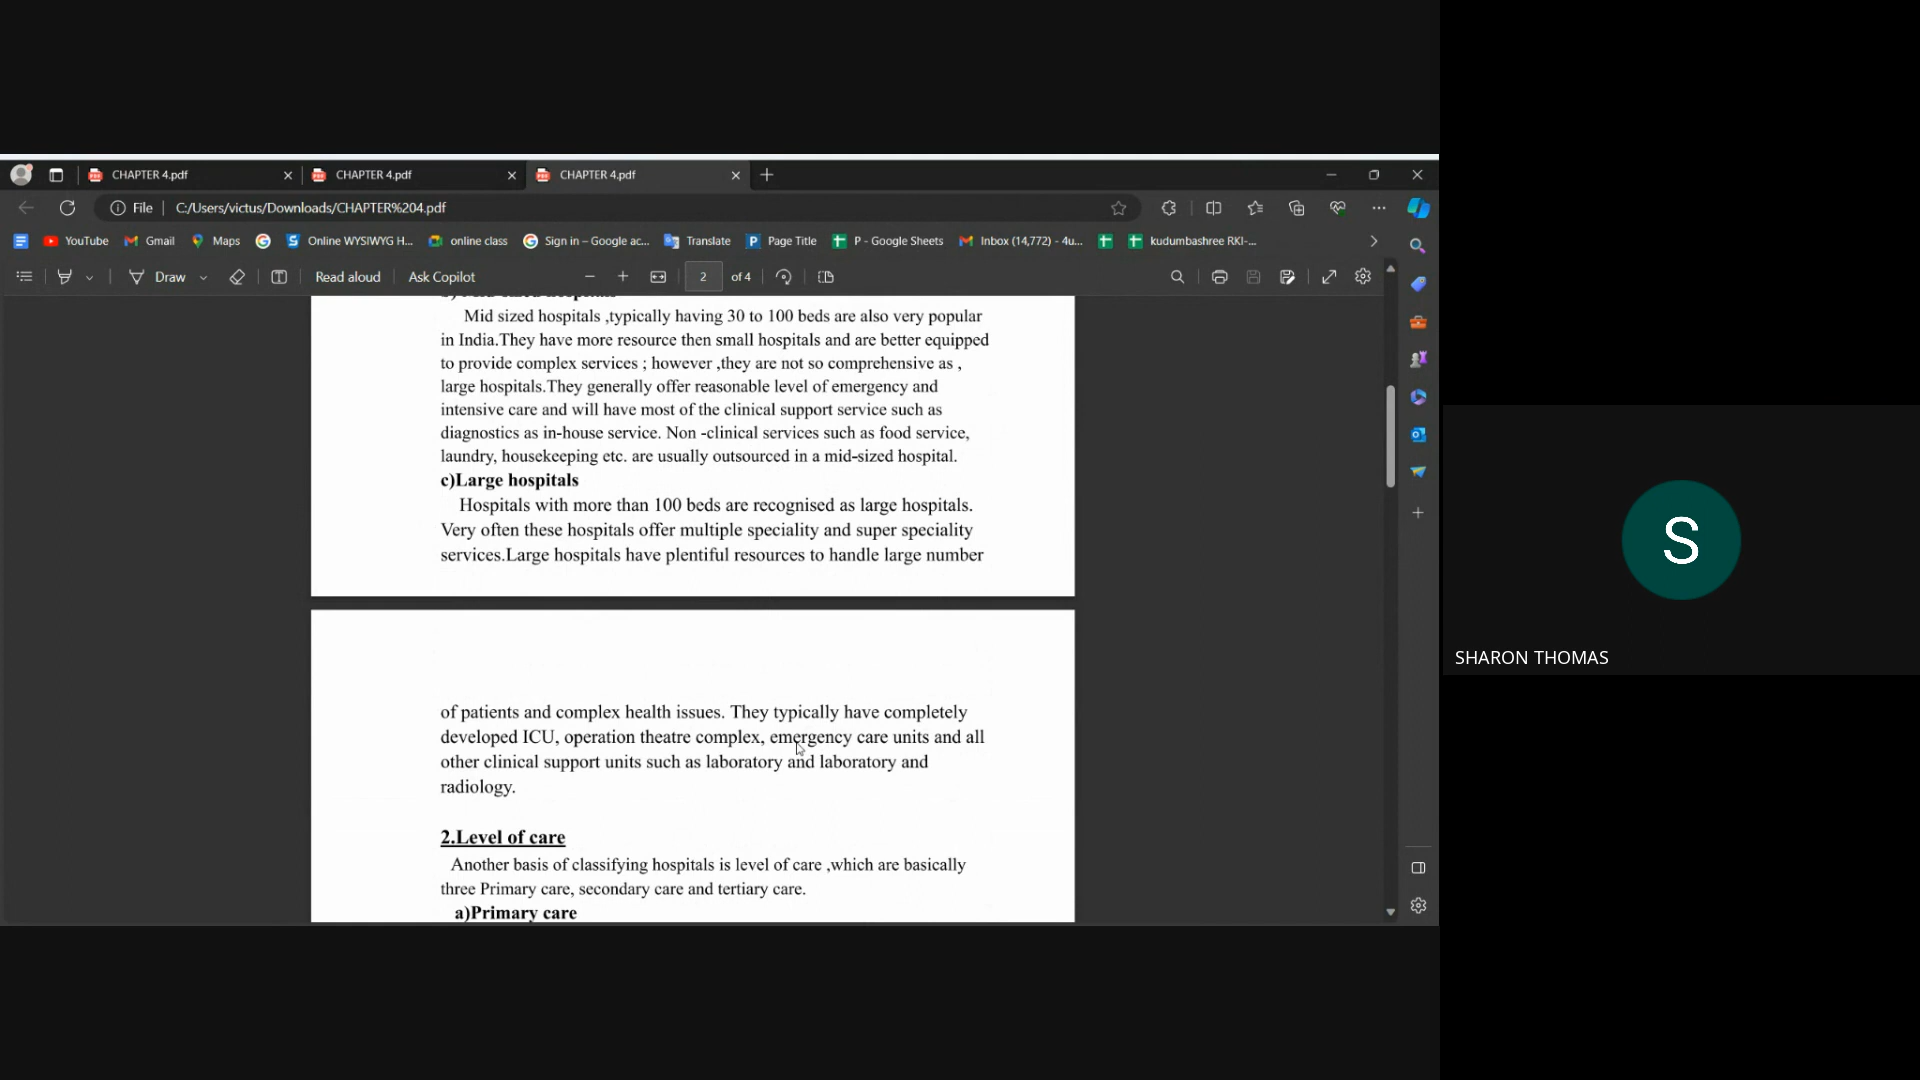 CHAPTER 4.pdf
CHAPTER 4.pdf
CHAPTER 4.pdf
File
C:/Users/victus/Downloads/CHAPTER%204.pdf
YouTube
Gmail
Maps
Online WYSIWYG H...
online class
Sign in – Google ac...
Translate
Page Title
P - Google Sheets
Inbox (14,772) - 4u...
kudumbashree RKI-...
Draw
Read aloud
Ask Copilot
2
of 4
Mid sized hospitals ,typically having 30 to 100 beds are also very popular
in India.They have more resource then small hospitals and are better equipped
to provide complex services ; however ,they are not so comprehensive as ,
large hospitals.They generally offer reasonable level of emergency and
intensive care and will have most of the clinical support service such as
diagnostics as in-house service. Non -clinical services such as food service,
laundry, housekeeping etc. are usually outsourced in a mid-sized hospital.
c)Large hospitals
Hospitals with more than 100 beds are recognised as large hospitals.
Very often these hospitals offer multiple speciality and super speciality
services.Large hospitals have plentiful resources to handle large number
of patients and complex health issues. They typically have completely
developed ICU, operation theatre complex, emergency care units and all
other clinical support units such as laboratory and laboratory and
radiology.
2.Level of care
Another basis of classifying hospitals is level of care ,which are basically
three Primary care, secondary care and tertiary care.
a)Primary care
S
SHARON THOMAS